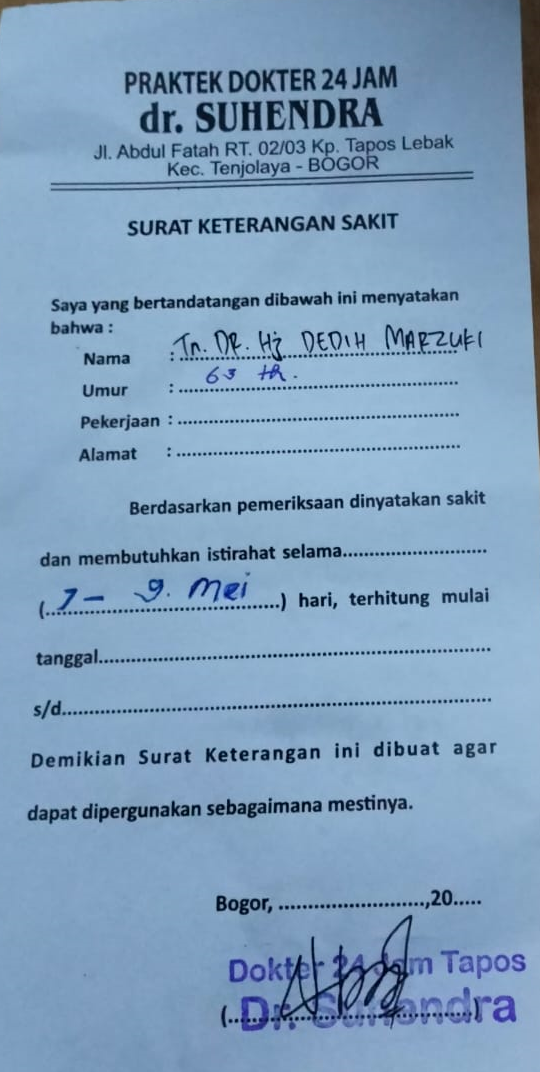 PRAKTEK DOKTER 24 JAM
dr. SUHENDRA
Jl. Abdul Fatah RT. 02/03 Kp. Tapos Lebak
Kec. Tenjolaya - BOGOR
SURAT KETERANGAN SAKIT
Saya yang bertandatangan dibawah ini menyatakan
bahwa :
Nama : Tn. DR. Hj DEDIH MARZUKI
Umur : 63 th.
Pekerjaan : ........................................
Alamat : ........................................
Berdasarkan pemeriksaan dinyatakan sakit
dan membutuhkan istirahat selama........................
(7 - 9. Mei) hari, terhitung mulai
tanggal................................................................
s/d......................................................................
Demikian Surat Keterangan ini dibuat agar
dapat dipergunakan sebagaimana mestinya.
Bogor, ........................,20.....
Dokter 24 Jam Tapos
(Dr. Suhendra)